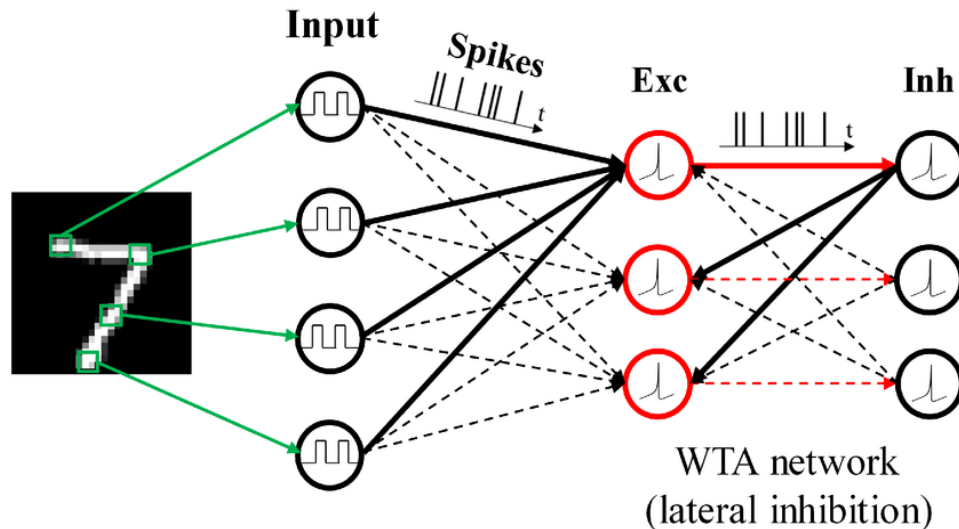 Input
Spikes
t
Exc
Inh
t
WTA network
(lateral inhibition)